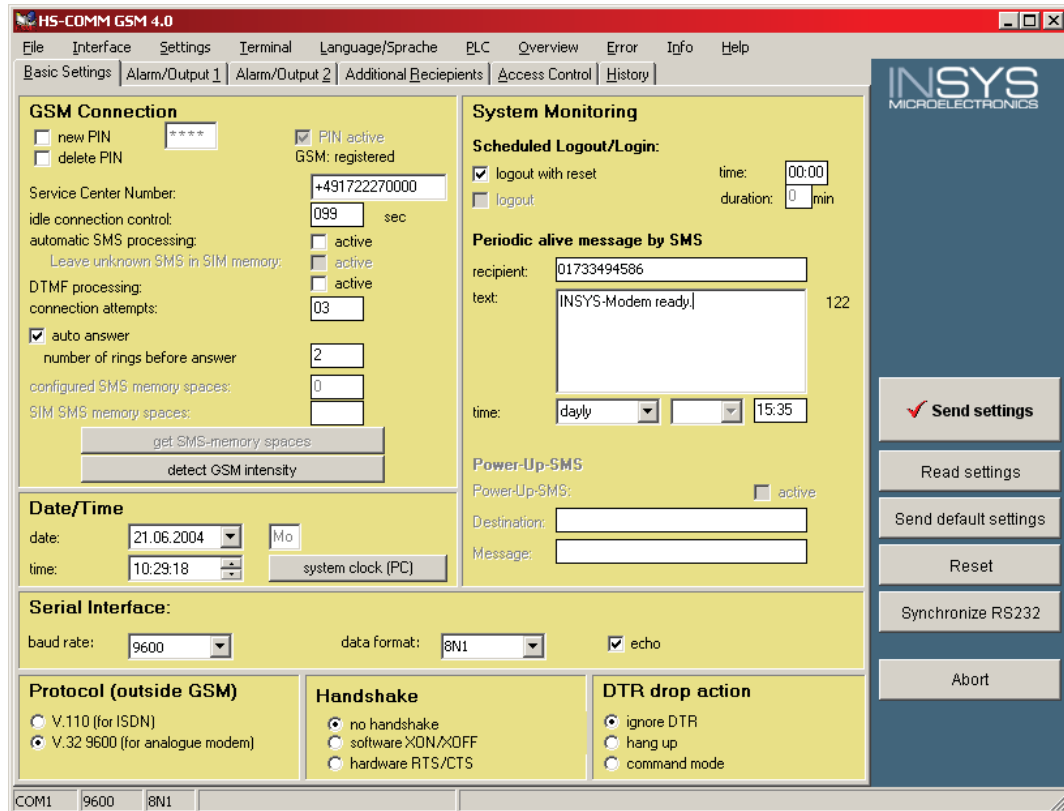 HS-COMM GSM 4.0
File Interface Settings Terminal Language/Sprache PLC Overview Error Info Help
Basic Settings Alarm/Output 1 Alarm/Output 2 Additional Reciepients Access Control History
INSYS
MICROELECTRONICS
GSM Connection
new PIN **** PIN active
delete PIN GSM: registered
Service Center Number: +491722270000
idle connection control: 099 sec
automatic SMS processing: active
Leave unknown SMS in SIM memory: active
DTMF processing: active
connection attempts: 03
auto answer
number of rings before answer 2
configured SMS memory spaces: 0
SIM SMS memory spaces:
get SMS-memory spaces
detect GSM intensity
System Monitoring
Scheduled Logout/Login:
logout with reset time: 00:00
logout duration: 0 min
Periodic alive message by SMS
recipient: 01733494586
text: INSYS-Modem ready. 122
time: dayly 15:35
Power-Up-SMS
Power-Up-SMS: active
Destination:
Message:
Date/Time
date: 21.06.2004 Mo
time: 10:29:18 system clock (PC)
Serial Interface:
baud rate: 9600 data format: 8N1 echo
Protocol (outside GSM)
V.110 (for ISDN)
V.32 9600 (for analogue modem)
Handshake
no handshake
software XON/XOFF
hardware RTS/CTS
DTR drop action
ignore DTR
hang up
command mode
Send settings
Read settings
Send default settings
Reset
Synchronize RS232
Abort
COM1 9600 8N1